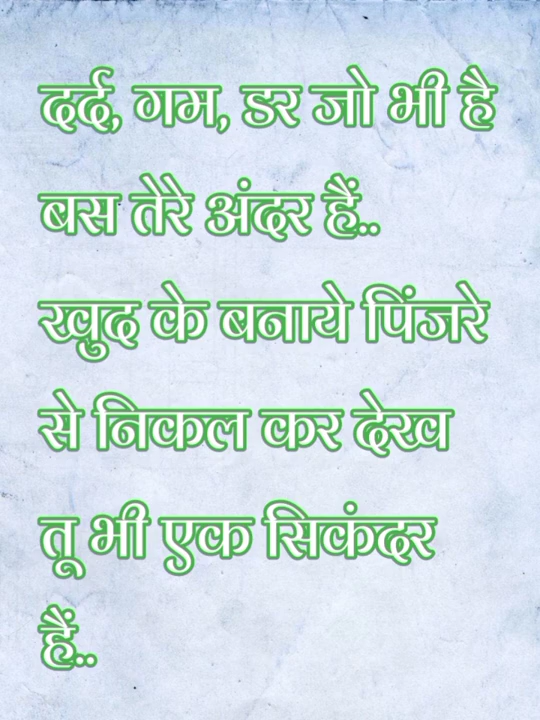 दर्द, गम, डर जो भी है
बस तेरे अंदर हैं..
खुद के बनाये पिंजरे
से निकल कर देख
तू भी एक सिकंदर
हैं..